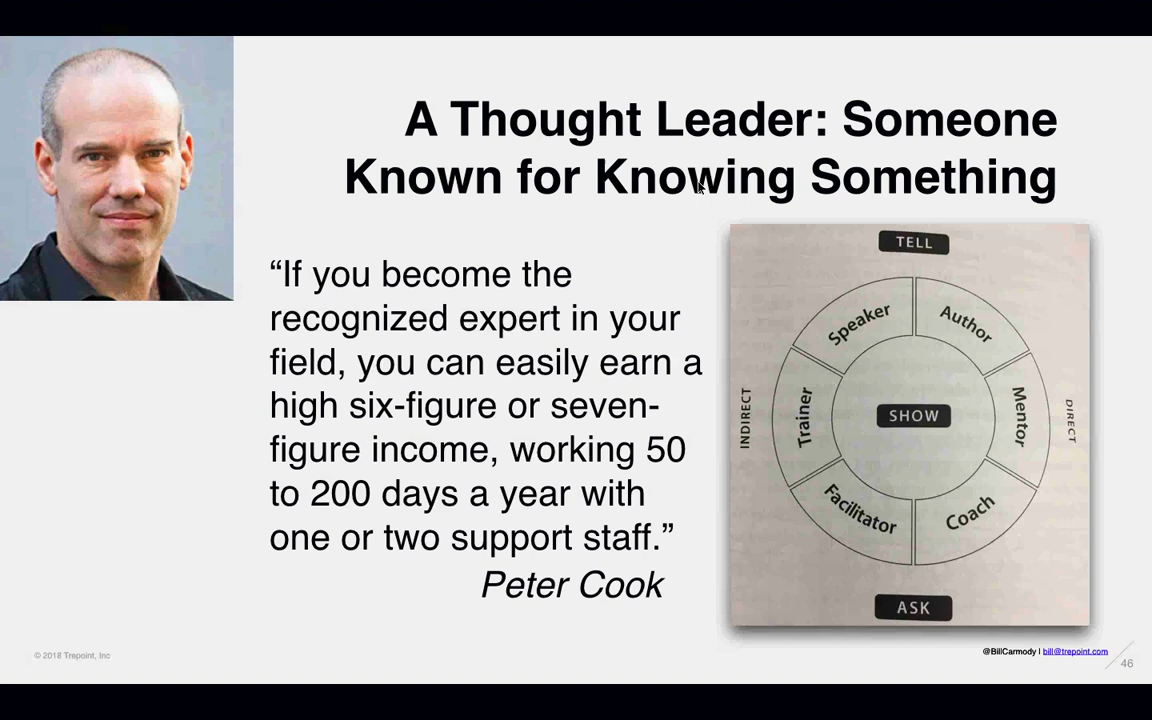 A Thought Leader: Someone
Known for Knowing Something
“If you become the
recognized expert in your
field, you can easily earn a
high six-figure or seven-
figure income, working 50
to 200 days a year with
one or two support staff.”
Peter Cook
TELL
Speaker
Author
INDIRECT
Trainer
SHOW
Mentor
DIRECT
Facilitator
Coach
ASK
© 2018 Trepoint, Inc
@BillCarmody | bill@trepoint.com
46